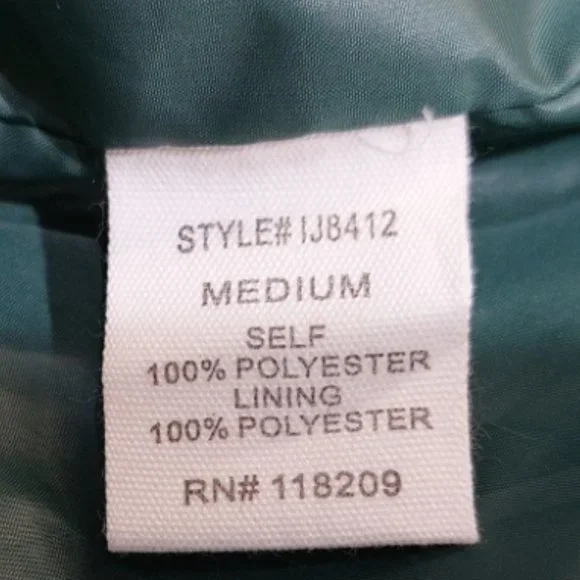 STYLE# IJ8412
MEDIUM
SELF
100% POLYESTER
LINING
100% POLYESTER
RN# 118209